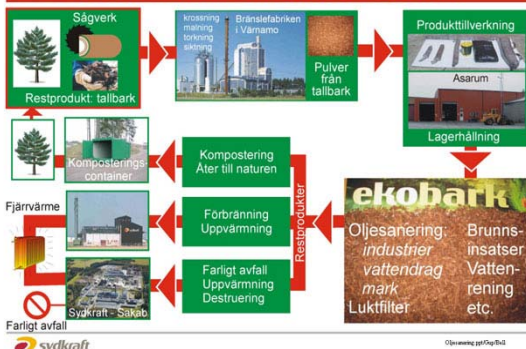 Sågverk
Restprodukt: tallbark
krossning
malning
torkning
siktning
Bränslefabriken
i Värnamo
Pulver
från
tallbark
Produkttillverkning
Asarum
Lagerhållning
ekobark
Oljesanering:
industrier
vattendrag
mark
Luktfilter
Brunns-
insatser
Vatten-
rening
etc.
Restprodukter
Kompostering
Åter till naturen
Komposterings-
container
Förbränning
Uppvärmning
Fjärrvärme
Farligt avfall
Uppvärmning
Destruering
Sydkraft - Sakab
Farligt avfall
sydkraft